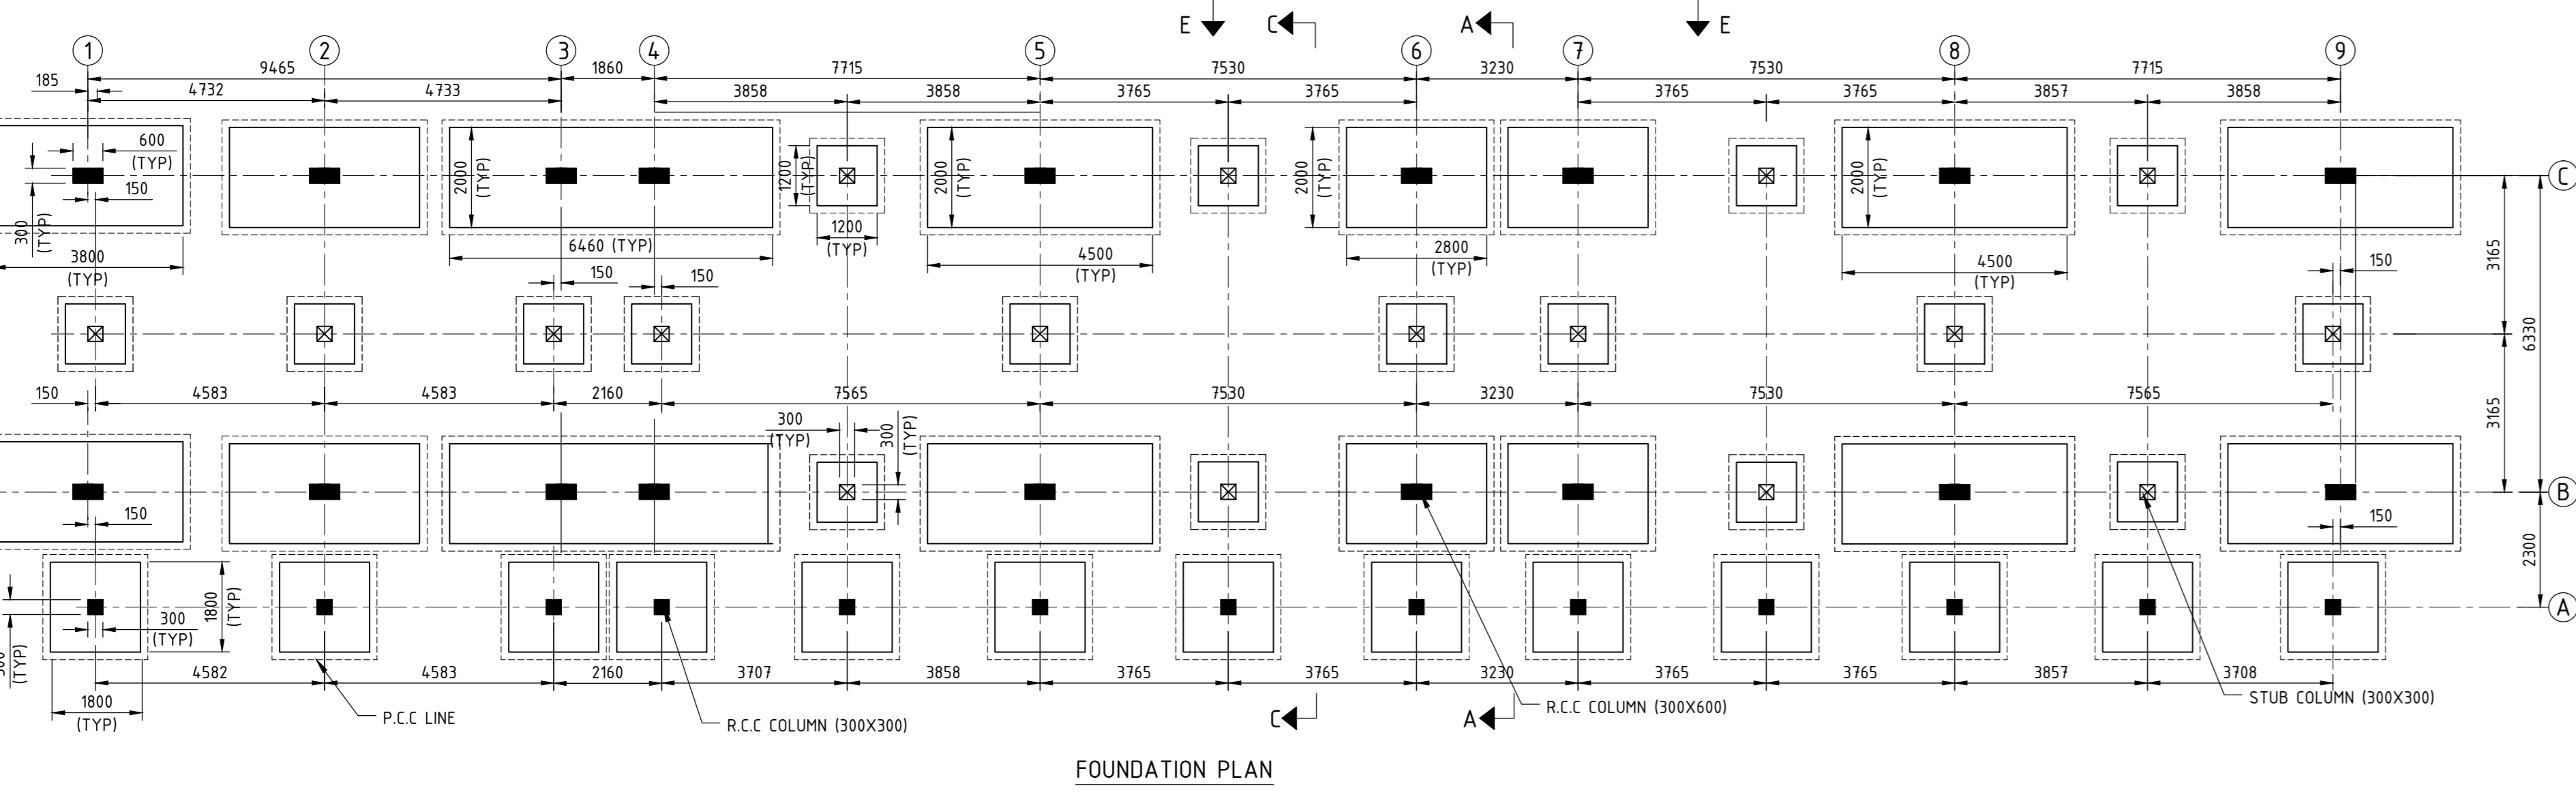 E C A E
1 2 3 4 5 6 7 8 9
9465 1860 7715 7530 3230 7530 7715
185
4732 4733 3858 3858 3765 3765 3765 3765 3857 3858
600
(TYP)
150
300
(TYP)
3800
(TYP)
2000
(TYP)
6460 (TYP)
1200
(TYP)
1200
(TYP)
2000
(TYP)
4500
(TYP)
2000
(TYP)
2800
(TYP)
2000
(TYP)
4500
(TYP)
C
150 150 150
3165
6330
3165
150 4583 4583 2160 7565 7530 3230 7530 7565
300
(TYP)
300
(TYP)
B
150 150
2300
1800
(TYP)
300
(TYP)
(TYP)
A
4582 4583 2160 3707 3858 3765 3765 3230 3765 3765 3857 3708
1800
(TYP)
P.C.C LINE
R.C.C COLUMN (300X300)
C A
R.C.C COLUMN (300X600)
STUB COLUMN (300X300)
FOUNDATION PLAN